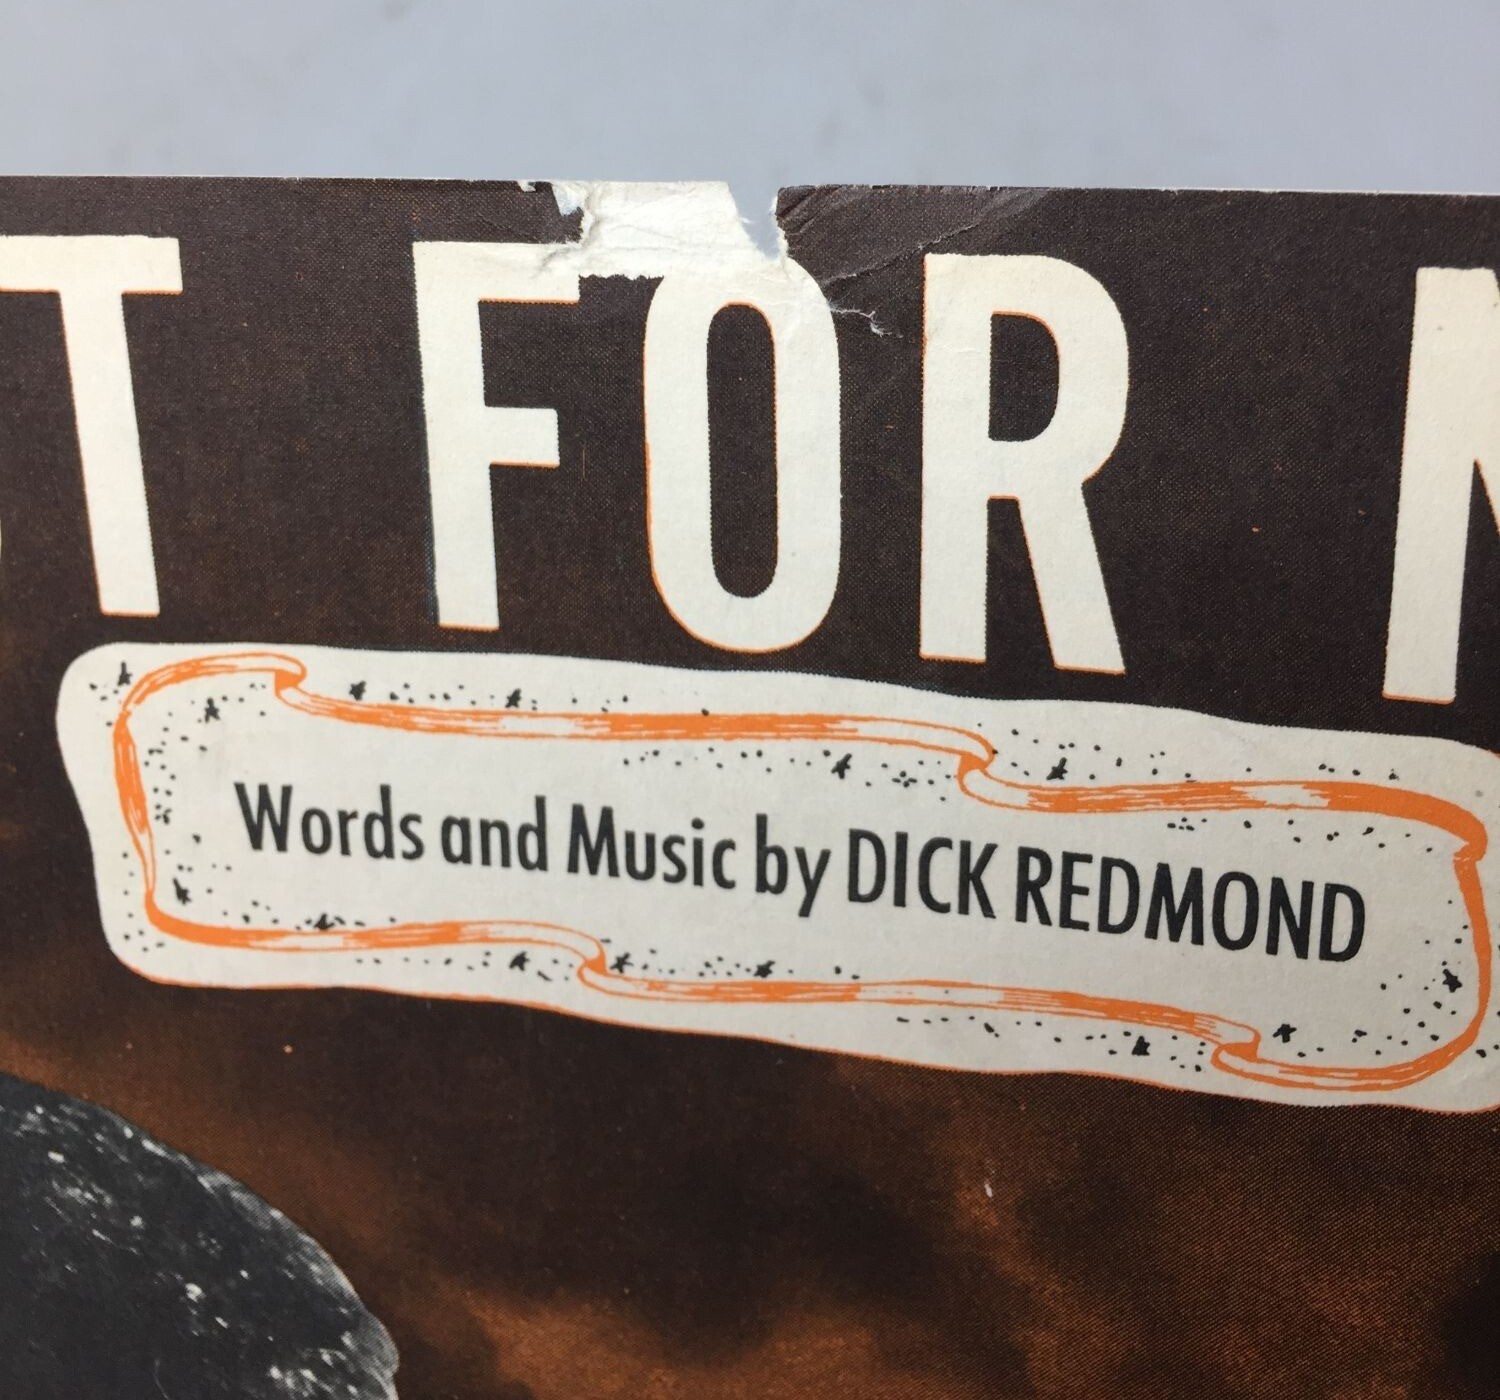 T FOR
Words and Music by DICK REDMOND